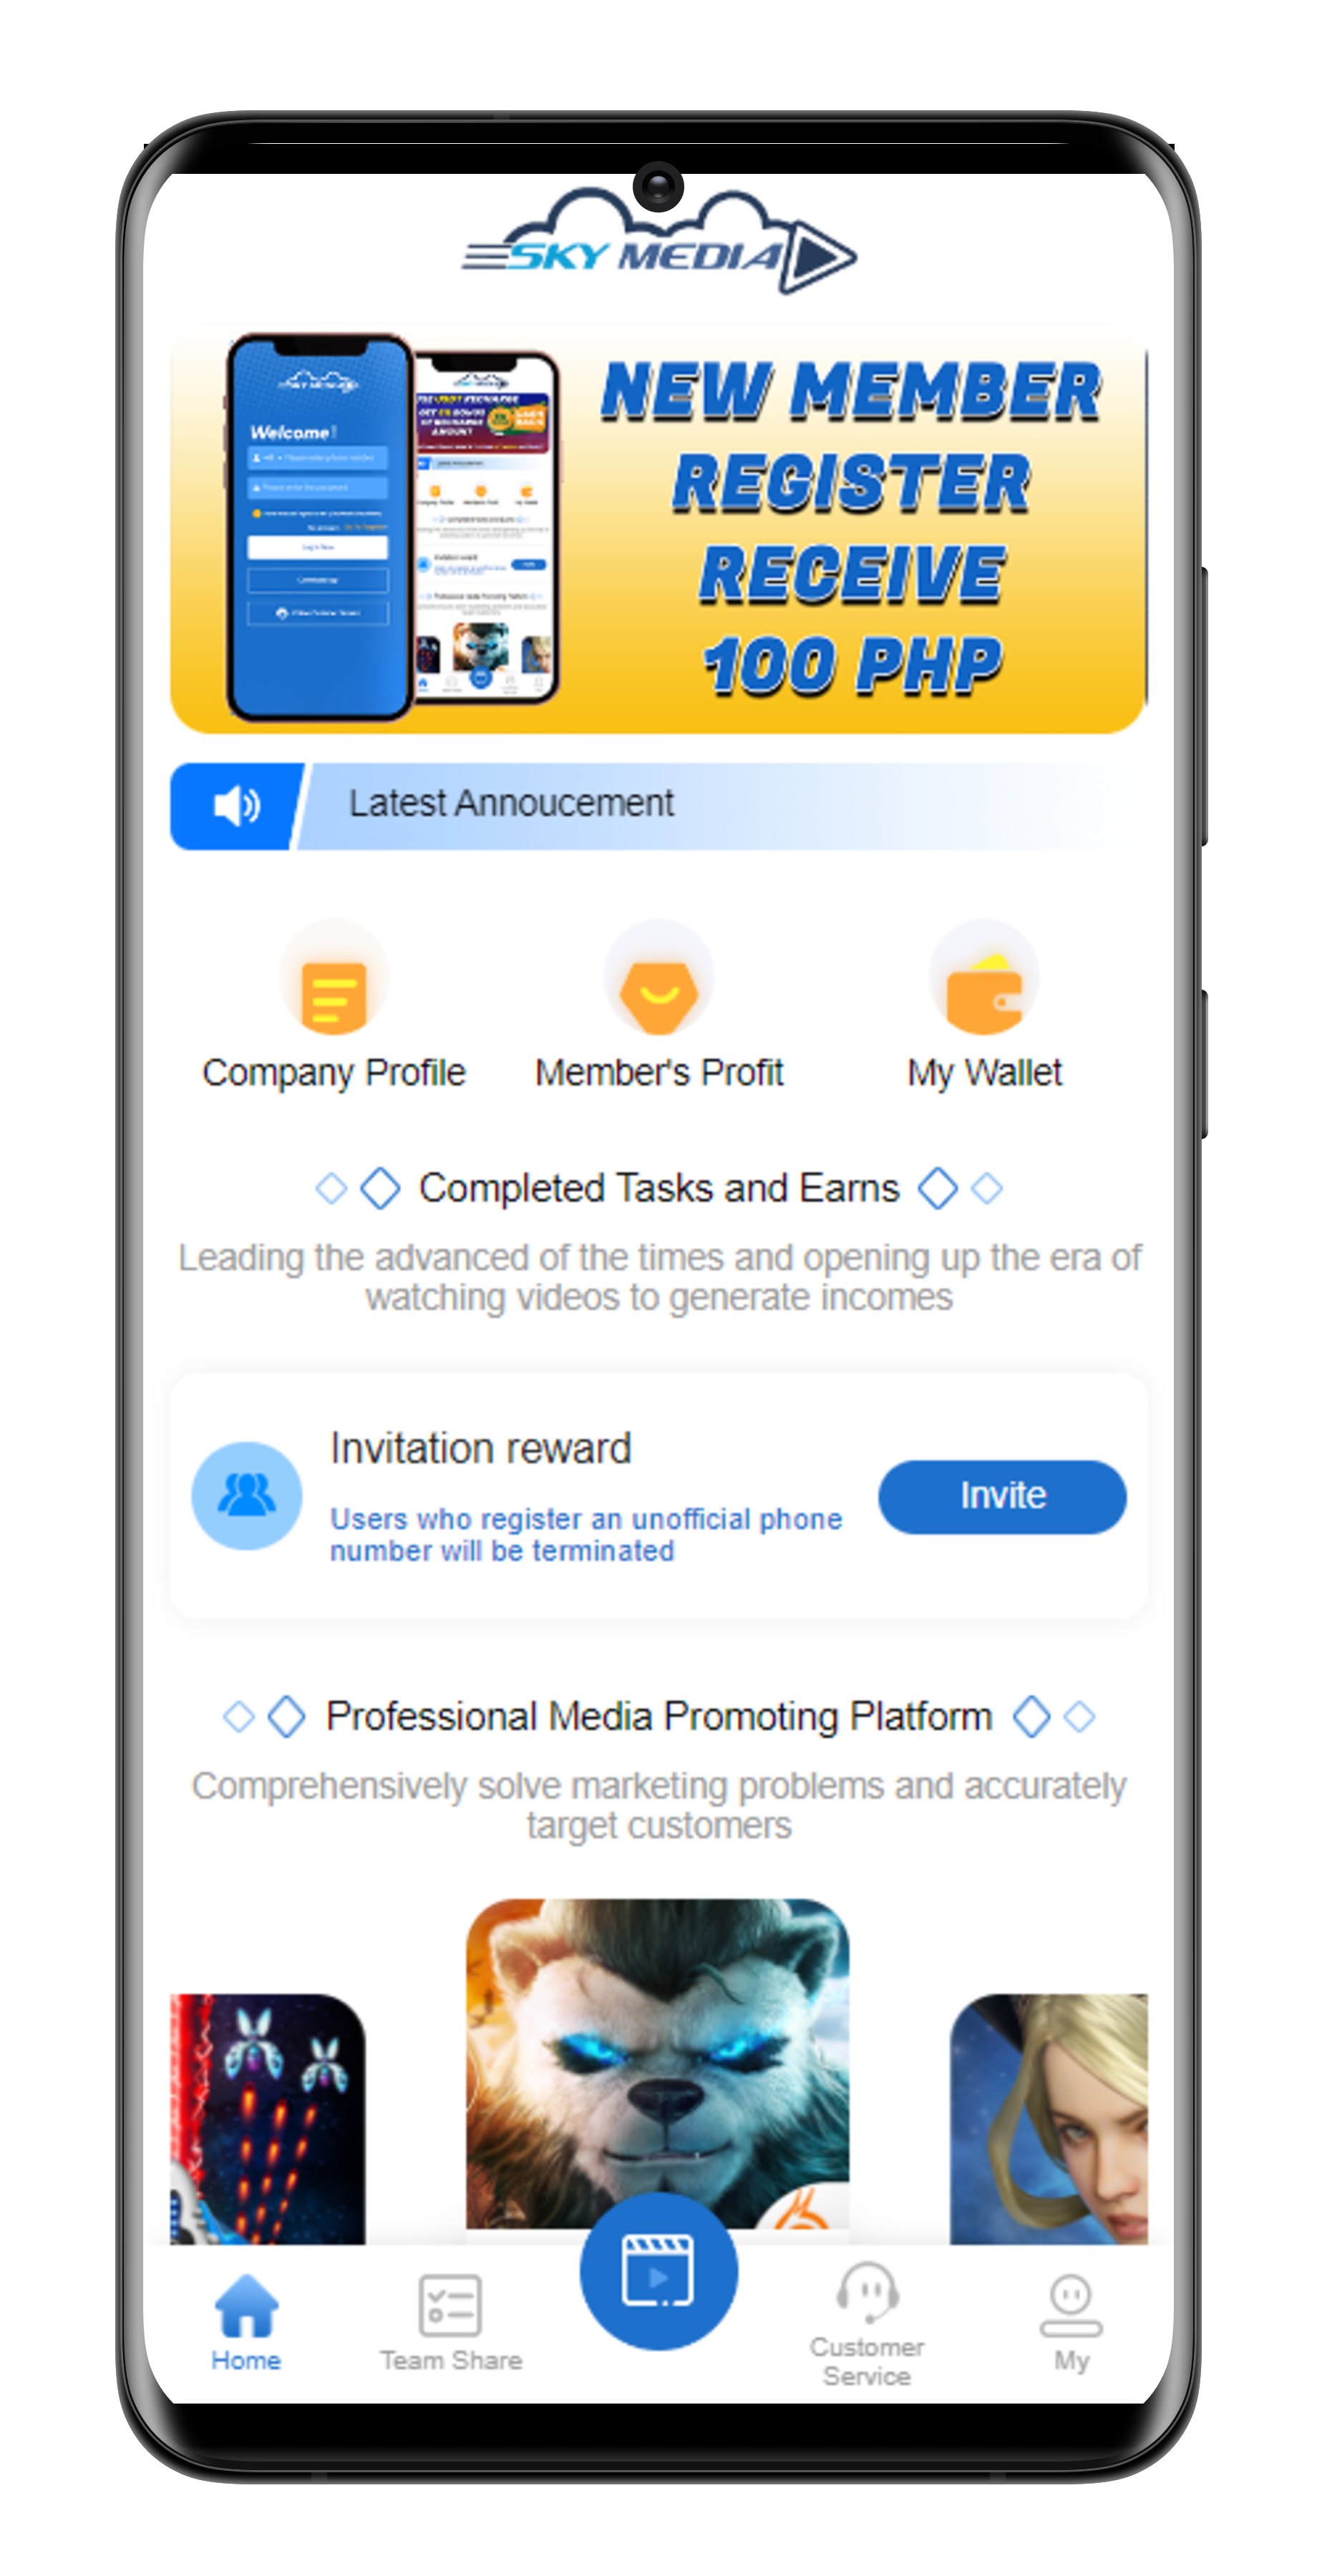 SKY MEDIA
NEW MEMBER
REGISTER
RECEIVE
100 PHP
Welcome!
Latest Annoucement
Company Profile
Member's Profit
My Wallet
Completed Tasks and Earns
Leading the advanced of the times and opening up the era of
watching videos to generate incomes
Invitation reward
Users who register an unofficial phone
number will be terminated
Invite
Professional Media Promoting Platform
Comprehensively solve marketing problems and accurately
target customers
Home
Team Share
Customer
Service
My